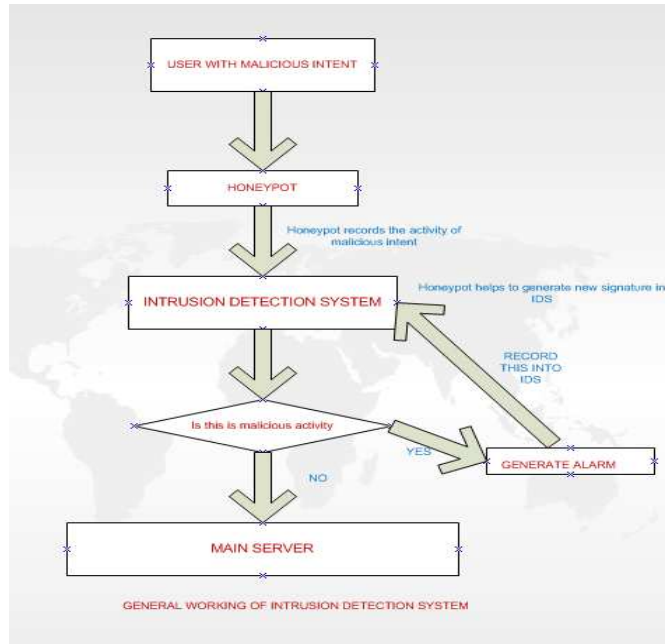 USER WITH MALICIOUS INTENT
HONEYPOT
Honeypot records the activity of
malicious intent
INTRUSION DETECTION SYSTEM
Honeypot helps to generate new signature in
IDS
RECORD
THIS INTO
IDS
Is this is malicious activity
YES
GENERATE ALARM
NO
MAIN SERVER
GENERAL WORKING OF INTRUSION DETECTION SYSTEM